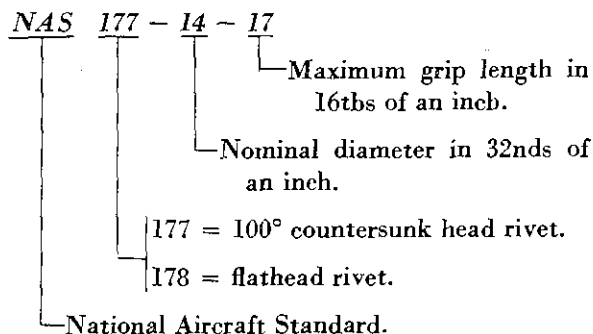 NAS 177 – 14 – 17
Maximum grip length in
16tbs of an incb.
Nominal diameter in 32nds of
an inch.
177 = 100° countersunk head rivet.
178 = flathead rivet.
National Aircraft Standard.